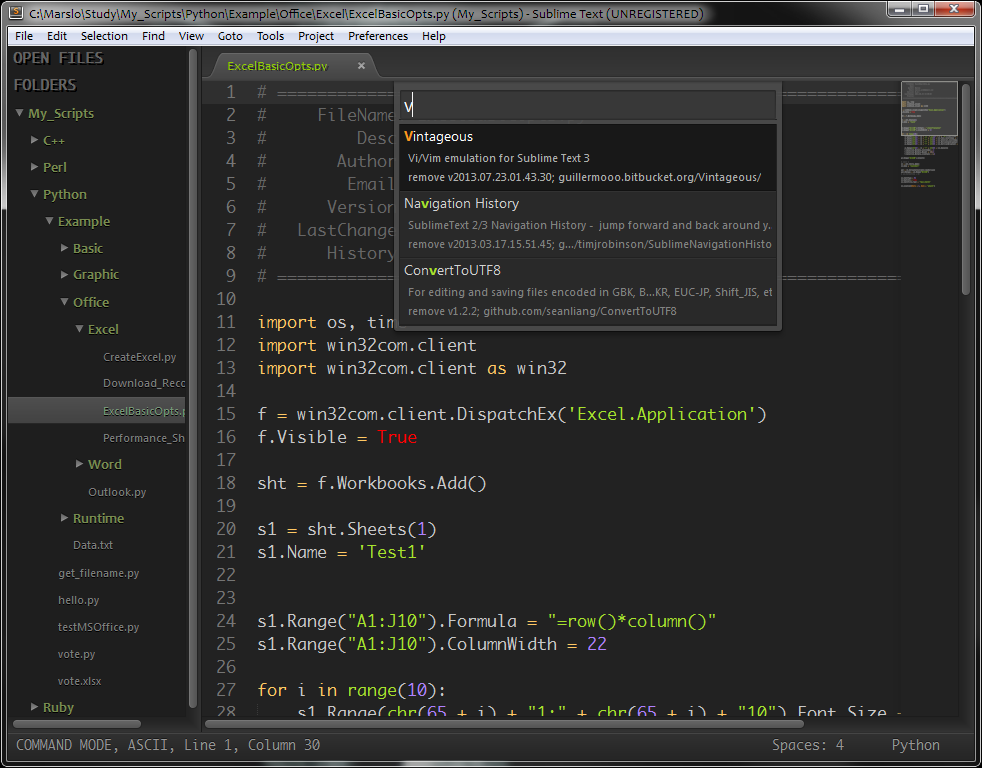 C:\Marslo\Study\My_Scripts\Python\Example\Office\Excel\ExcelBasicOpts.py (My_Scripts) - Sublime Text (UNREGISTERED)
File Edit Selection Find View Goto Tools Project Preferences Help
OPEN FILES
FOLDERS
My_Scripts
C++
Perl
Python
Example
Basic
Graphic
Office
Excel
CreateExcel.py
Download_Reco
ExcelBasicOpts.p
Performance_Sh
Word
Outlook.py
Runtime
Data.txt
get_filename.py
hello.py
testMSOffice.py
vote.py
vote.xlsx
Ruby
ExcelBasicOpts.py ×
v
Vintageous
Vi/Vim emulation for Sublime Text 3
remove v2013.07.23.01.43.30; guillermooo.bitbucket.org/Vintageous/
Navigation History
SublimeText 2/3 Navigation History - jump forward and back around y.
remove v2013.03.17.15.51.45; g.../timjrobinson/SublimeNavigationHisto
ConvertToUTF8
For editing and saving files encoded in GBK, B...KR, EUC-JP, Shift_JIS, et
remove v1.2.2; github.com/seanliang/ConvertToUTF8
1 # ==============================================================
2 # FileName
3 # Desc
4 # Author
5 # Email
6 # Version
7 # LastChange
8 # History
9 # ==============================================================
10
11 import os, tim
12 import win32com.client
13 import win32com.client as win32
14
15 f = win32com.client.DispatchEx('Excel.Application')
16 f.Visible = True
17
18 sht = f.Workbooks.Add()
19
20 s1 = sht.Sheets(1)
21 s1.Name = 'Test1'
22
23
24 s1.Range("A1:J10").Formula = "=row()*column()"
25 s1.Range("A1:J10").ColumnWidth = 22
26
27 for i in range(10):
28 s1.Range(chr(65 + i) + "1:" + chr(65 + i) + "10").Font.Size =
COMMAND MODE, ASCII, Line 1, Column 30 Spaces: 4 Python